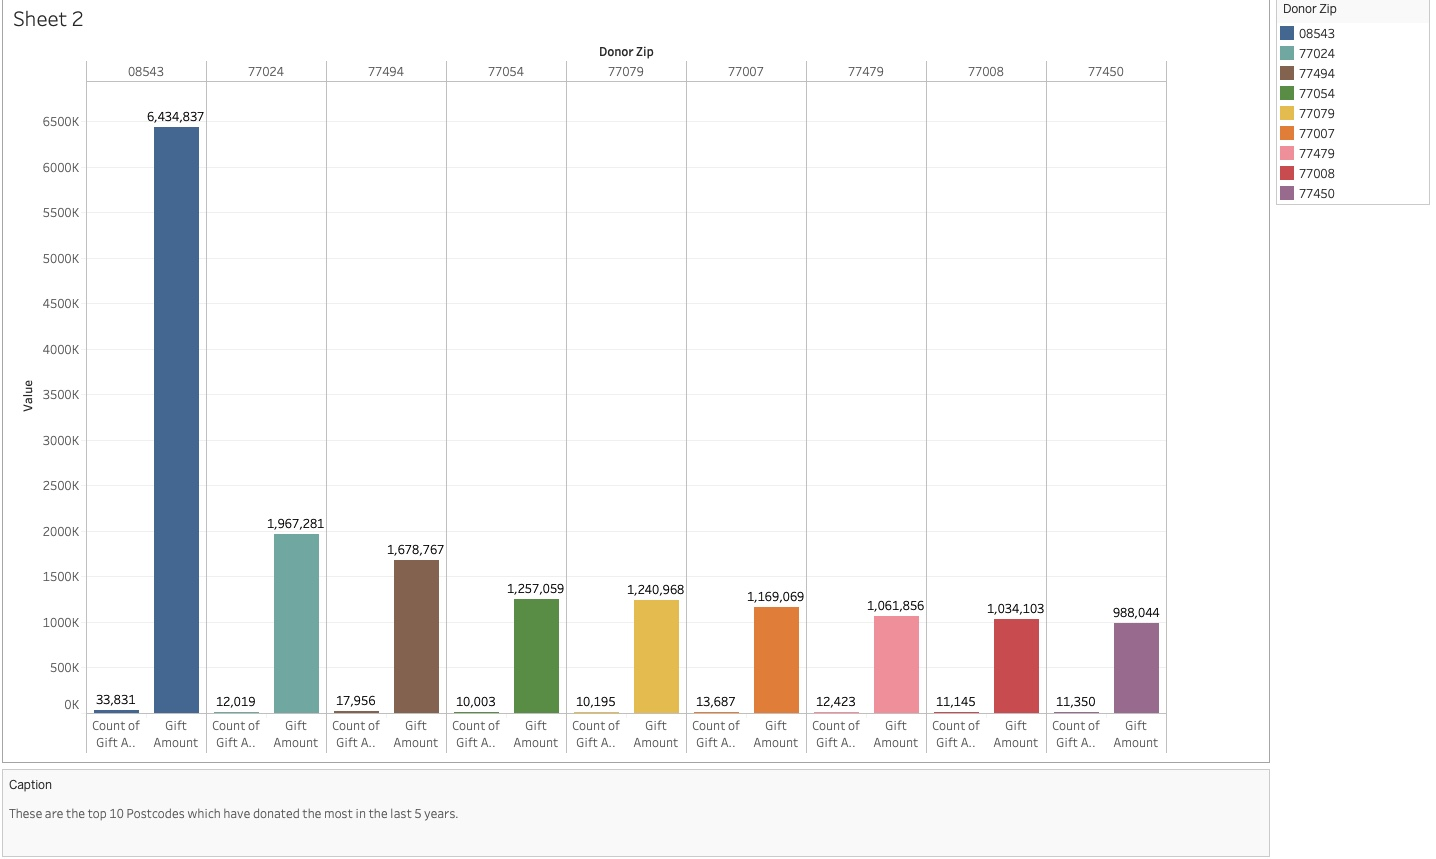 Sheet 2
Donor Zip
08543 77024 77494 77054 77079 77007 77479 77008 77450
6500K
6000K
5500K
5000K
4500K
4000K
3500K
3000K
2500K
2000K
1500K
1000K
500K
0K
Value
33,831 6,434,837 12,019 1,967,281 17,956 1,678,767 10,003 1,257,059 10,195 1,240,968 13,687 1,169,069 12,423 1,061,856 11,145 1,034,103 11,350 988,044
Count of Gift Count of Gift Count of Gift Count of Gift Count of Gift Count of Gift Count of Gift Count of Gift Count of Gift
Gift A.. Amount Gift A.. Amount Gift A.. Amount Gift A.. Amount Gift A.. Amount Gift A.. Amount Gift A.. Amount Gift A.. Amount Gift A.. Amount
Donor Zip
08543
77024
77494
77054
77079
77007
77479
77008
77450
Caption
These are the top 10 Postcodes which have donated the most in the last 5 years.